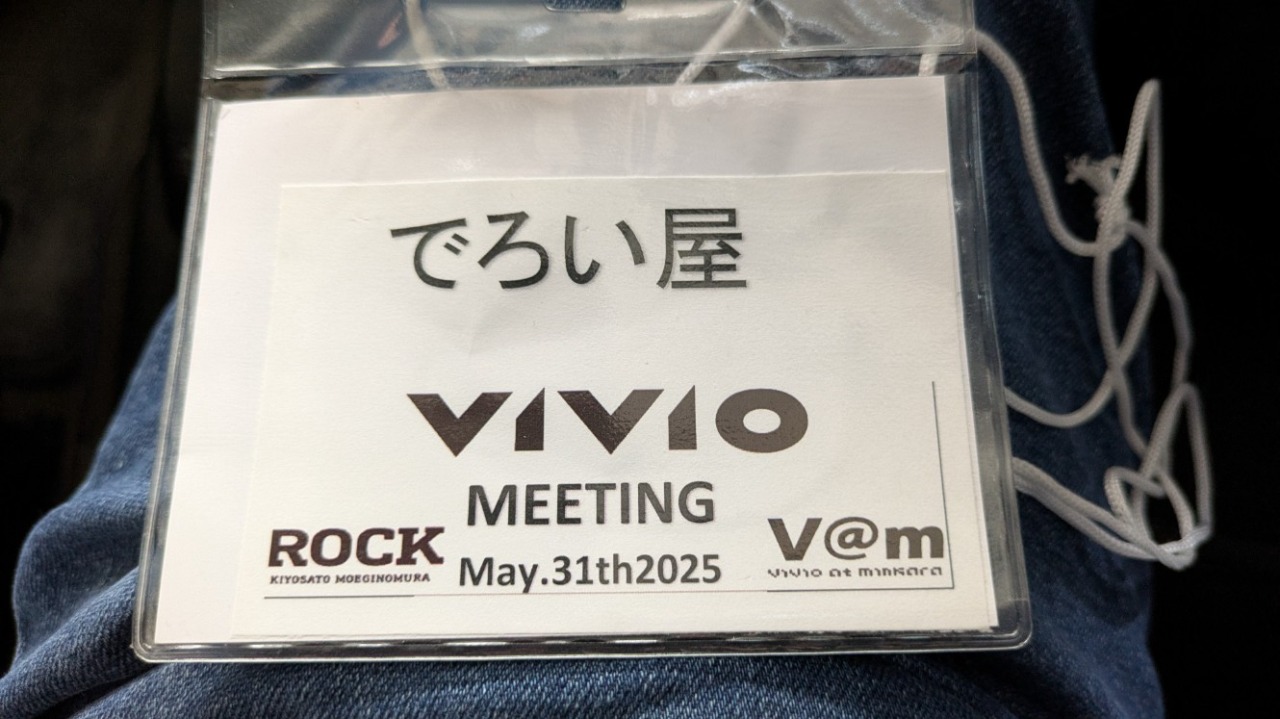 でろい屋
VIVIO
MEETING
ROCK
KIYOSATO MOEGINOMURA
May.31th2025
V@m
vivio at minkara